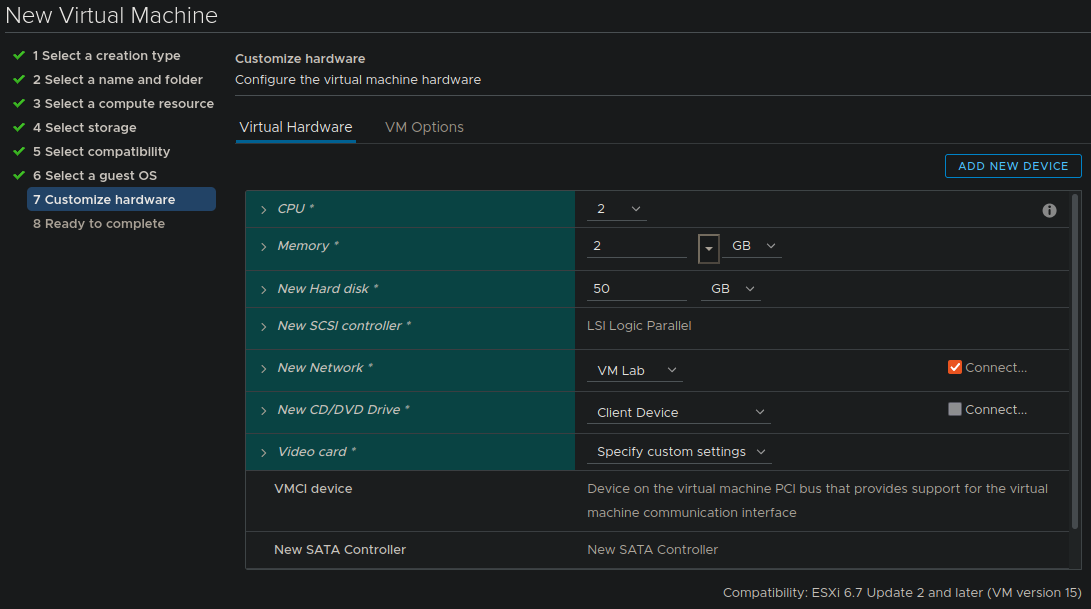 New Virtual Machine
1 Select a creation type
2 Select a name and folder
3 Select a compute resource
4 Select storage
5 Select compatibility
6 Select a guest OS
7 Customize hardware
8 Ready to complete
Customize hardware
Configure the virtual machine hardware
Virtual Hardware VM Options
ADD NEW DEVICE
CPU * 2
Memory * 2 GB
New Hard disk * 50 GB
New SCSI controller * LSI Logic Parallel
New Network * VM Lab Connect...
New CD/DVD Drive * Client Device Connect...
Video card * Specify custom settings
VMCI device Device on the virtual machine PCI bus that provides support for the virtual
machine communication interface
New SATA Controller New SATA Controller
Compatibility: ESXi 6.7 Update 2 and later (VM version 15)